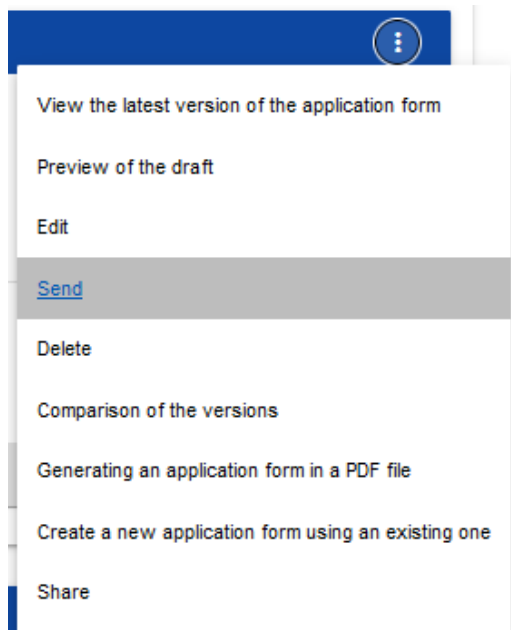 View the latest version of the application form
Preview of the draft
Edit
Send
Delete
Comparison of the versions
Generating an application form in a PDF file
Create a new application form using an existing one
Share